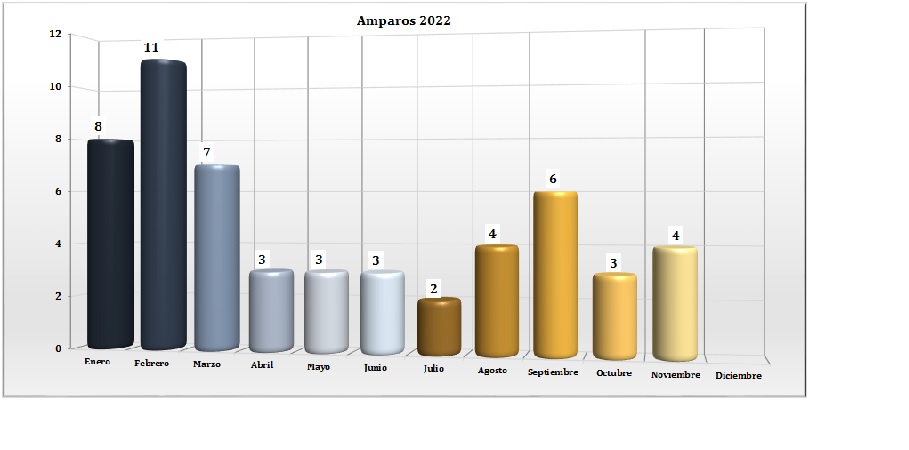 Amparos 2022
12
10
8
6
4
2
0
8
11
7
3
3
3
2
4
6
3
4
Enero
Febrero
Marzo
Abril
Mayo
Junio
Julio
Agosto
Septiembre
Octubre
Noviembre
Diciembre